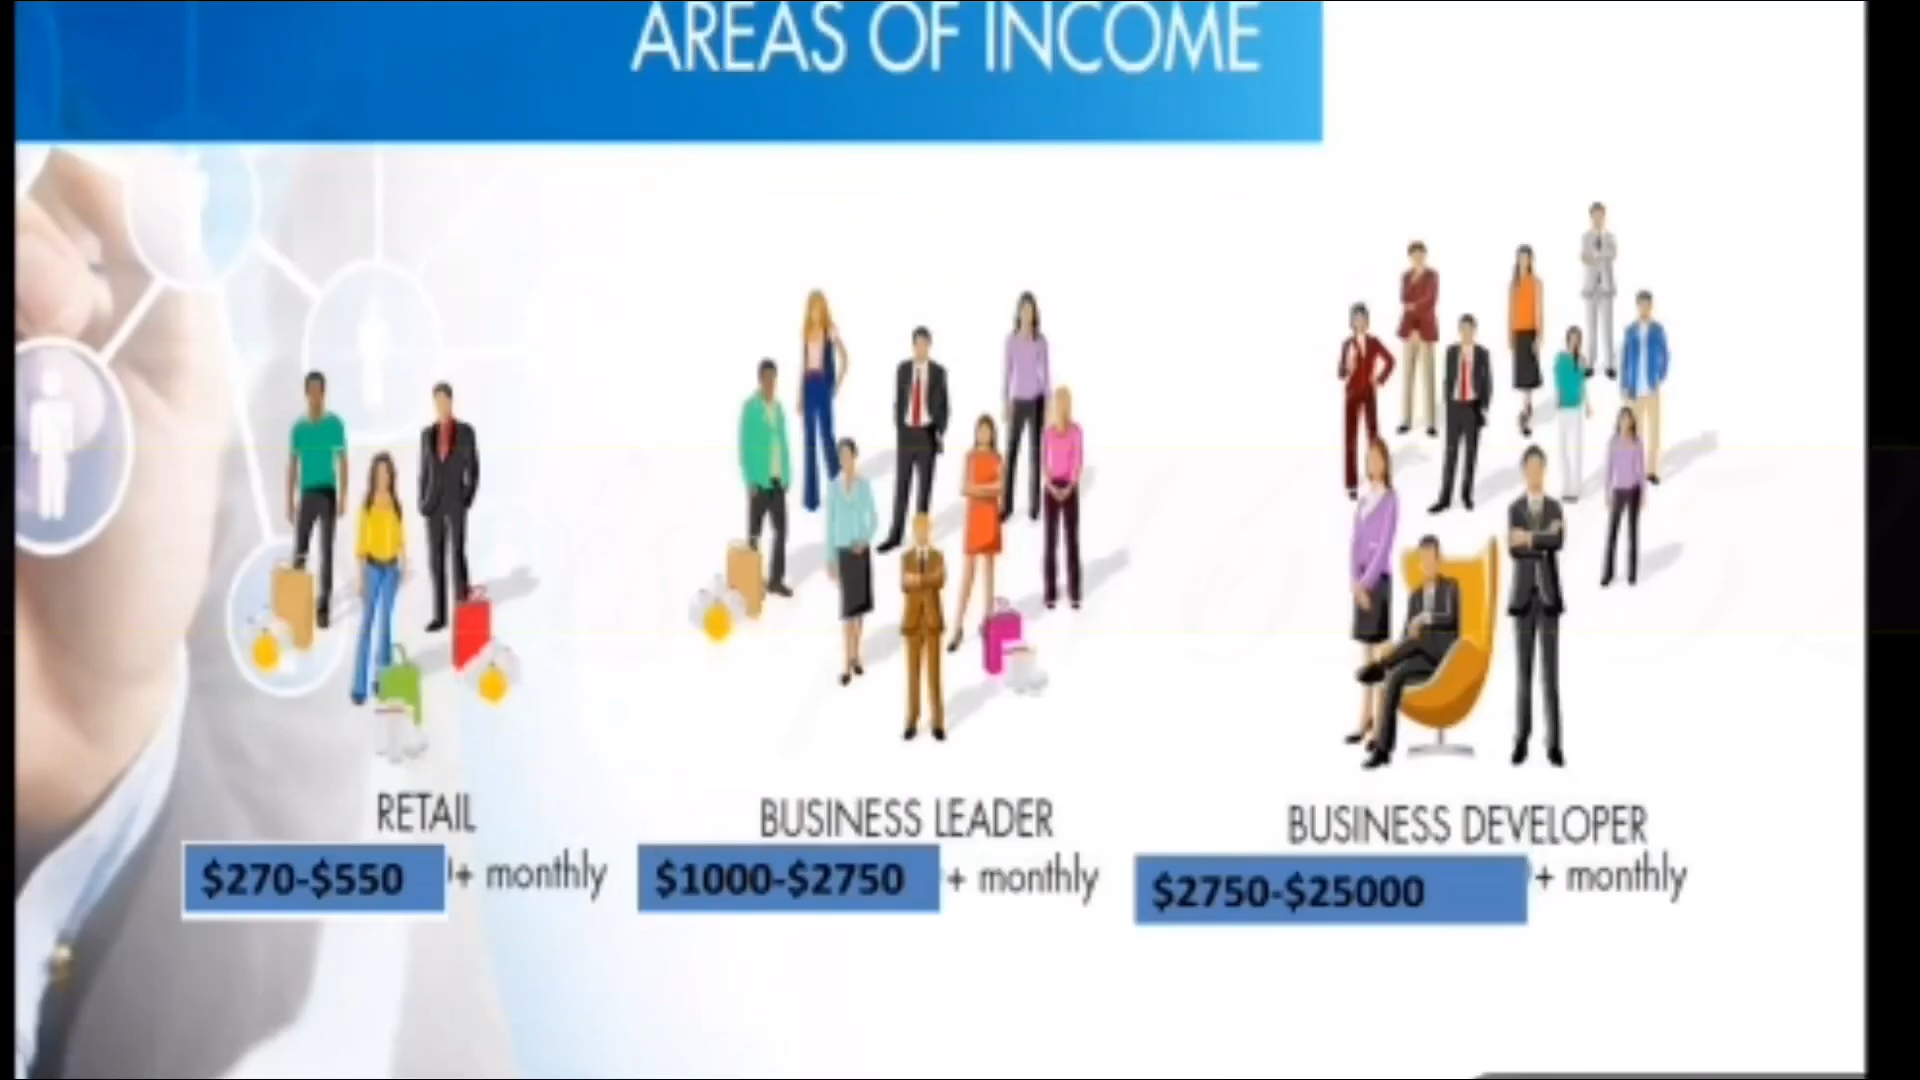 AREAS OF INCOME
RETAIL
$270-$550 + monthly
BUSINESS LEADER
$1000-$2750 + monthly
BUSINESS DEVELOPER
$2750-$25000 + monthly